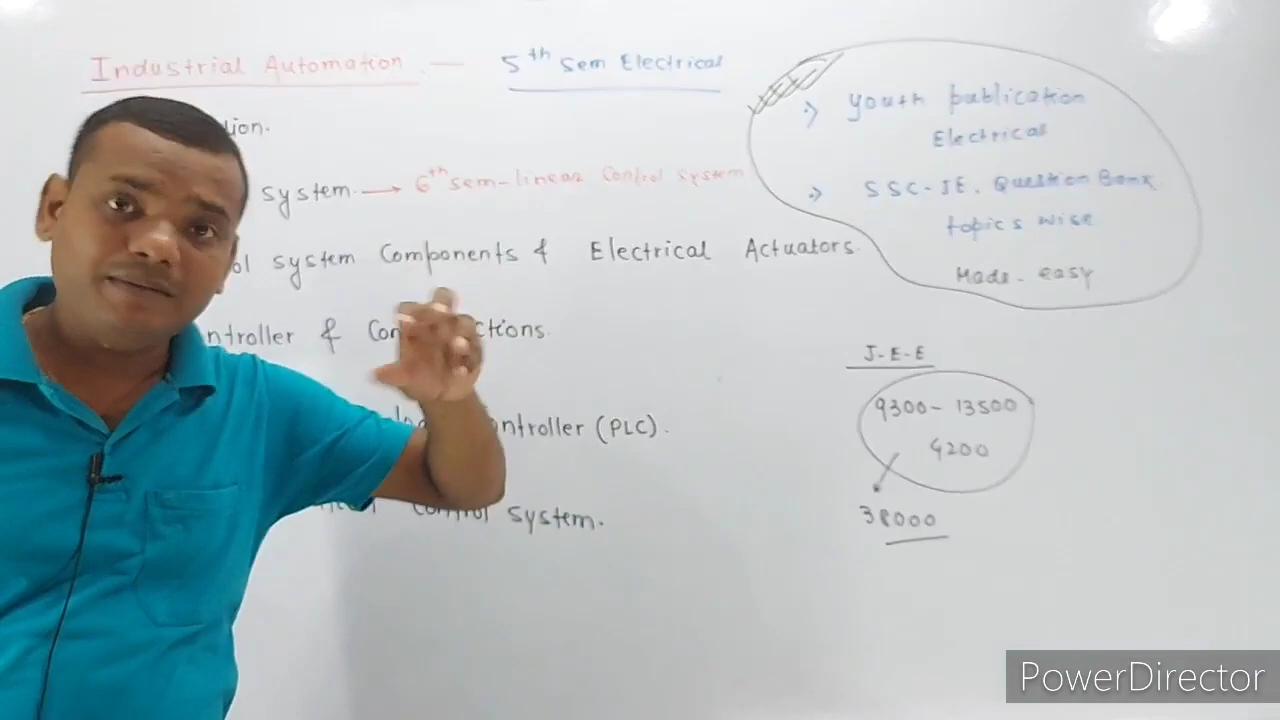 Industrial Automation. — 5th Sem Electrical
tion.
system. → 6th sem-linear Control System
ol system Components & Electrical Actuators.
ntroller & Con ctions.
ntroller (PLC).
Control System.
youth publication
Electrical
SSC-JE. Question Bank
topics wise
Made-easy
J-E-E
9300- 13500
4200
38000
PowerDirector